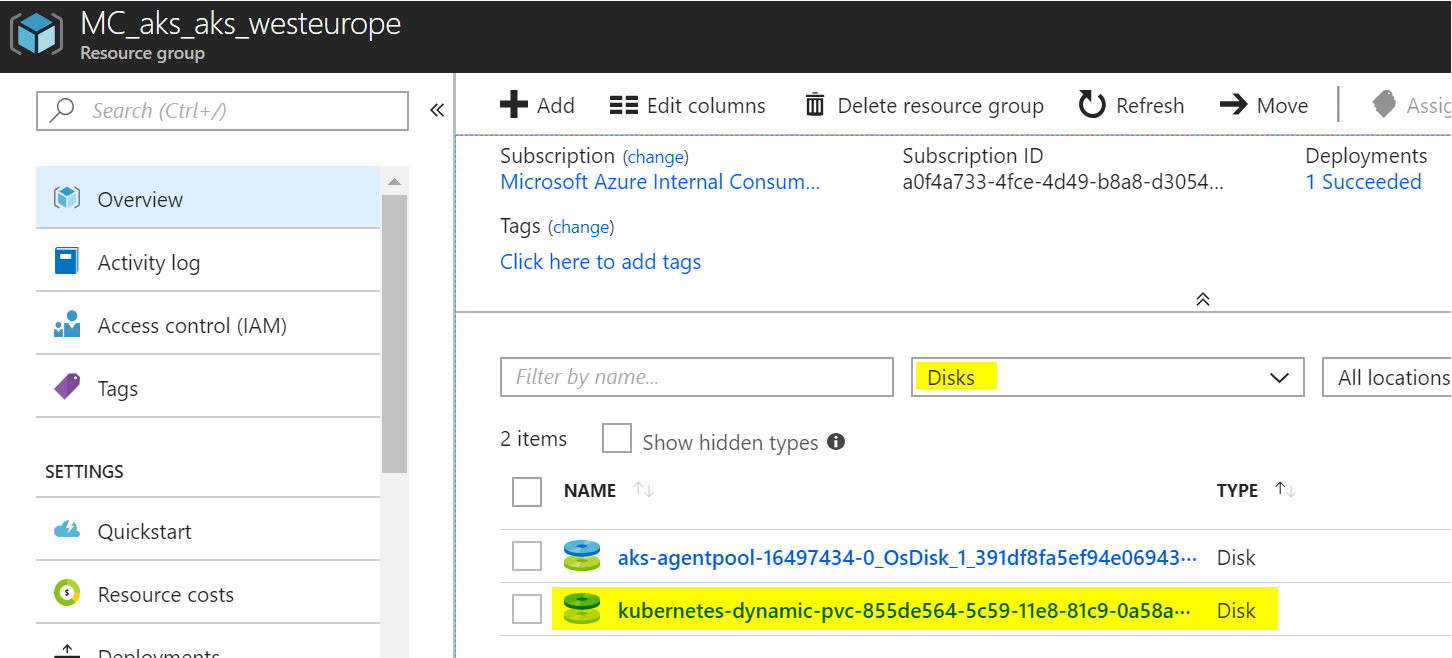 MC_aks_aks_westeurope
Resource group
Search (Ctrl+/)
Overview
Activity log
Access control (IAM)
Tags
SETTINGS
Quickstart
Resource costs
Deployments
Add Edit columns Delete resource group Refresh Move Assig
Subscription (change) Subscription ID Deployments
Microsoft Azure Internal Consum... a0f4a733-4fce-4d49-b8a8-d3054... 1 Succeeded
Tags (change)
Click here to add tags
Filter by name... Disks All locations
2 items Show hidden types
NAME TYPE
aks-agentpool-16497434-0_OsDisk_1_391df8fa5ef94e06943... Disk
kubernetes-dynamic-pvc-855de564-5c59-11e8-81c9-0a58a... Disk